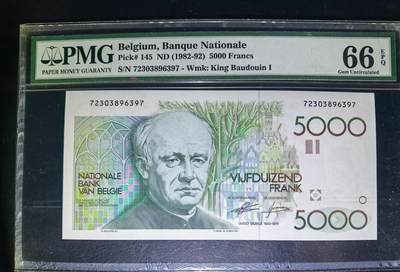 PMG
PAPER MONEY GUARANTY
Belgium, Banque Nationale
Pick# 145 ND (1982-92) 5000 Francs
S/N 72303896397 - Wmk: King Baudouin I
66 EPQ
Gem Uncirculated
72303896397
72303896397
5000
NATIONALE
BANK
VAN BELGIE
VIJFDUIZEND
FRANK
5000